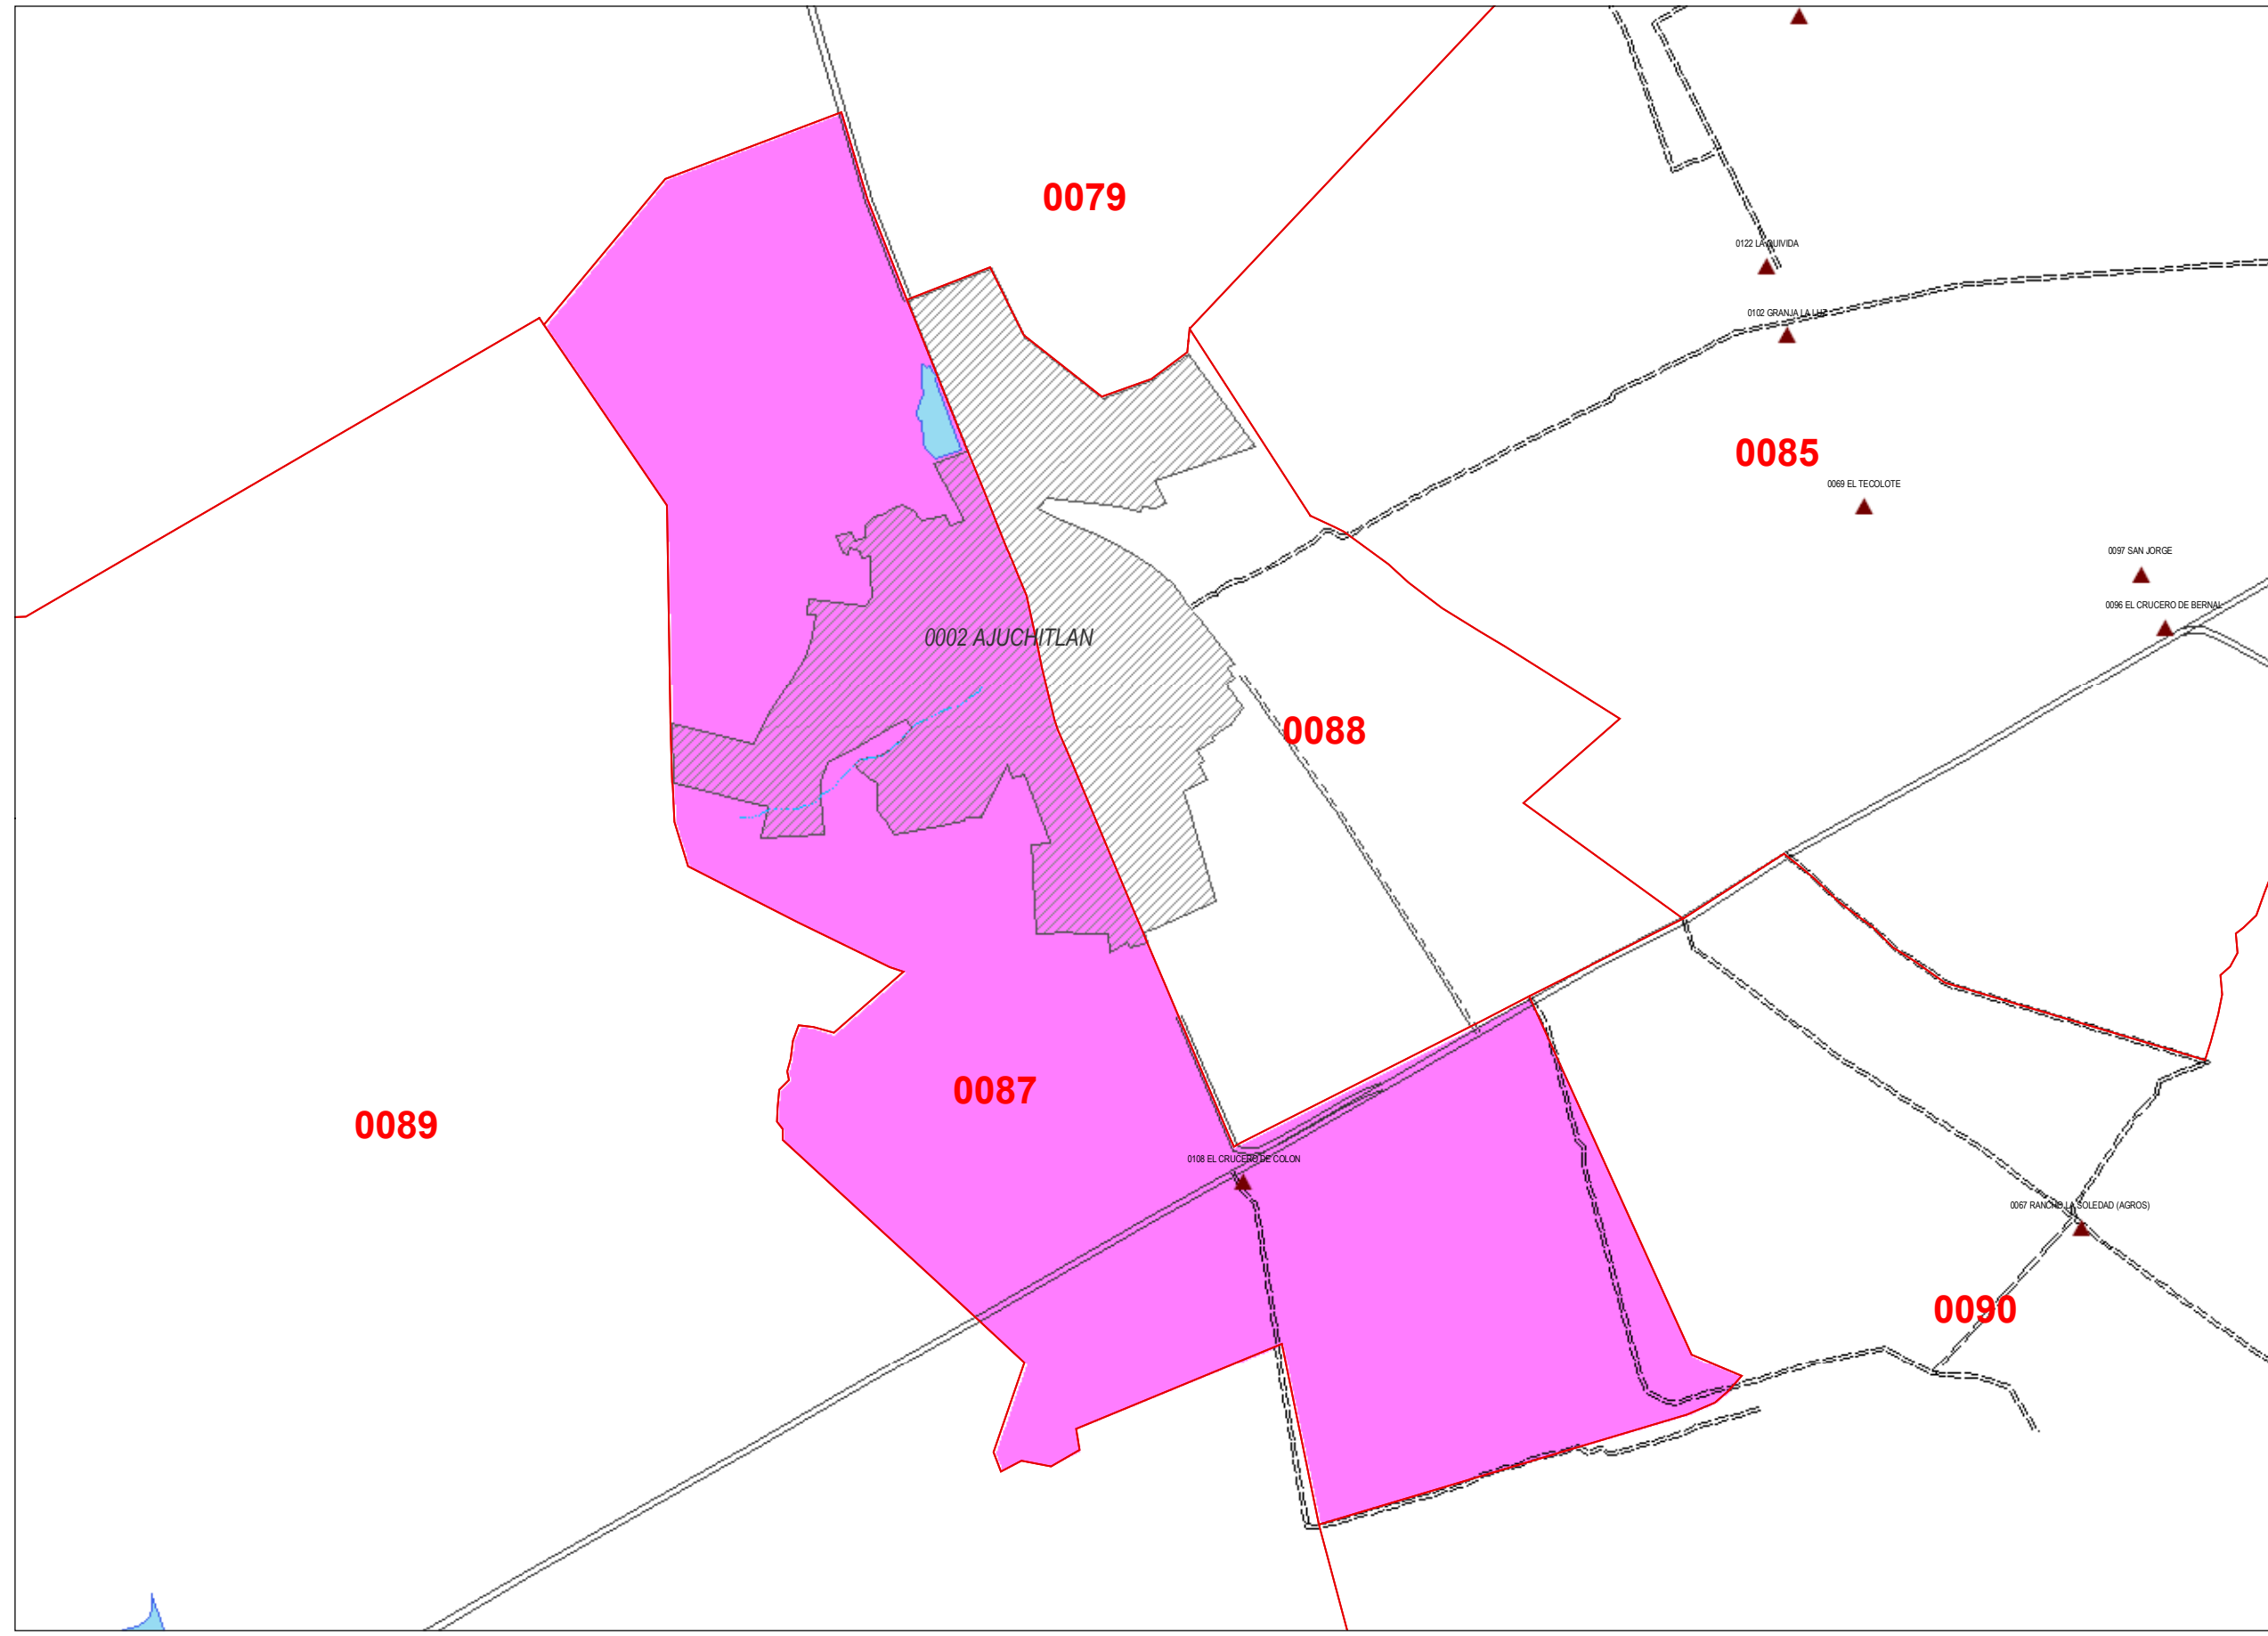 0079
0122 LA QUIVIDA
0102 GRANJA LA LUZ
0085
0069 EL TECOLOTE
0097 SAN JORGE
0096 EL CRUCERO DE BERNAL
0002 AJUCHITLAN
0088
0087
0089
0108 EL CRUCERO DE COLON
0067 RANCHO LA SOLEDAD (AGROS)
0090